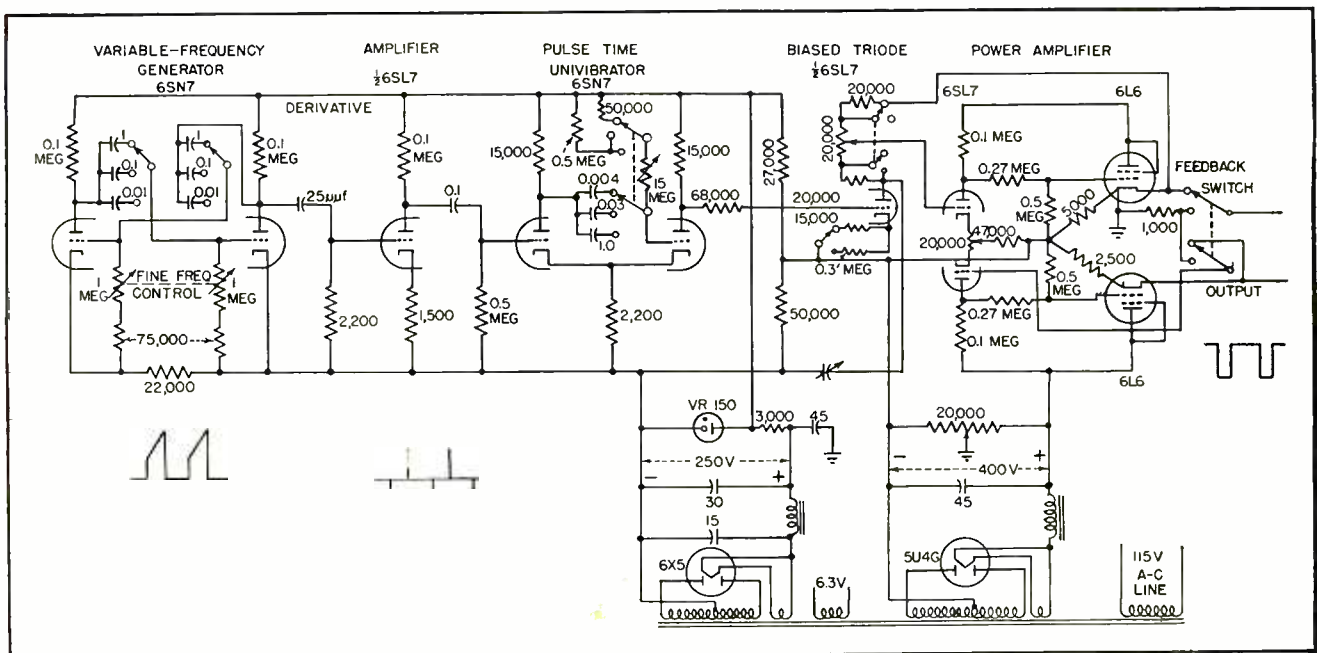 VARIABLE-FREQUENCY
GENERATOR
6SN7
AMPLIFIER
½6SL7
PULSE TIME
UNIVIBRATOR
6SN7
BIASED TRIODE
½6SL7
POWER AMPLIFIER
6SL7
6L6
DERIVATIVE
0.1
MEG
.1
0.1
0.01
.1
0.1
0.01
0.1
MEG
25μμf
0.1
MEG
0.1
15,000
50,000
0.5 MEG
0.004
0.03
1.0
15
MEG
15,000
68,000
27,000
20,000
20,000
20,000
15,000
0.3 MEG
0.1 MEG
0.27 MEG
0.5
MEG
5,000
47,000
20,000
2,500
0.5
MEG
0.27 MEG
0.1 MEG
FEEDBACK
SWITCH
1,000
OUTPUT
6L6
1
MEG
FINE FREQ
CONTROL
1
MEG
75,000
22,000
2,200
1,500
0.5
MEG
2,200
50,000
VR 150
3,000
45
250V
30
15
6X5
6.3V
20,000
400V
45
5U4G
115V
A-C
LINE